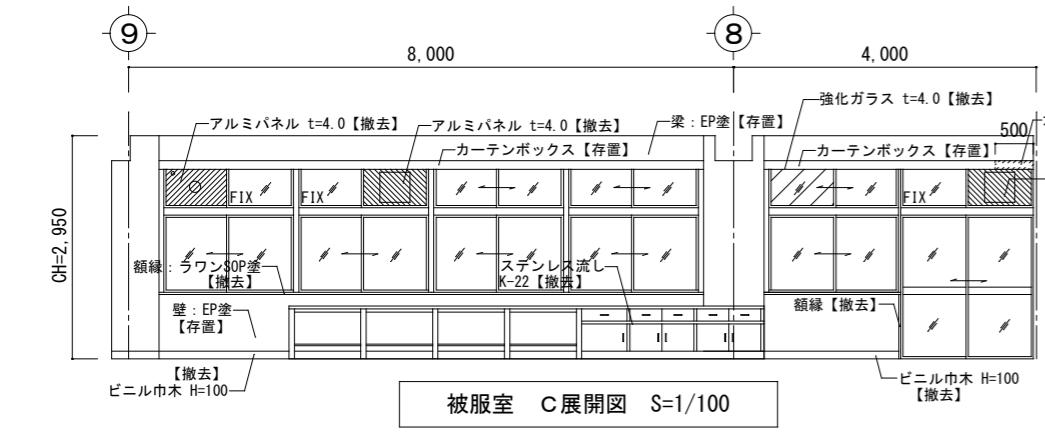 9
8
8,000
4,000
アルミパネル t=4.0【撤去】
アルミパネル t=4.0【撤去】
梁：EP塗【存置】
強化ガラス t=4.0【撤去】
カーテンボックス【存置】
カーテンボックス【存置】
500
FIX
FIX
FIX
CH=2,950
額縁：ラワンSOP塗
【撤去】
ステンレス流し
K-22【撤去】
壁：EP塗
【存置】
額縁【撤去】
【撤去】
ビニル巾木 H=100
ビニル巾木 H=100
【撤去】
被服室 C展開図 S=1/100